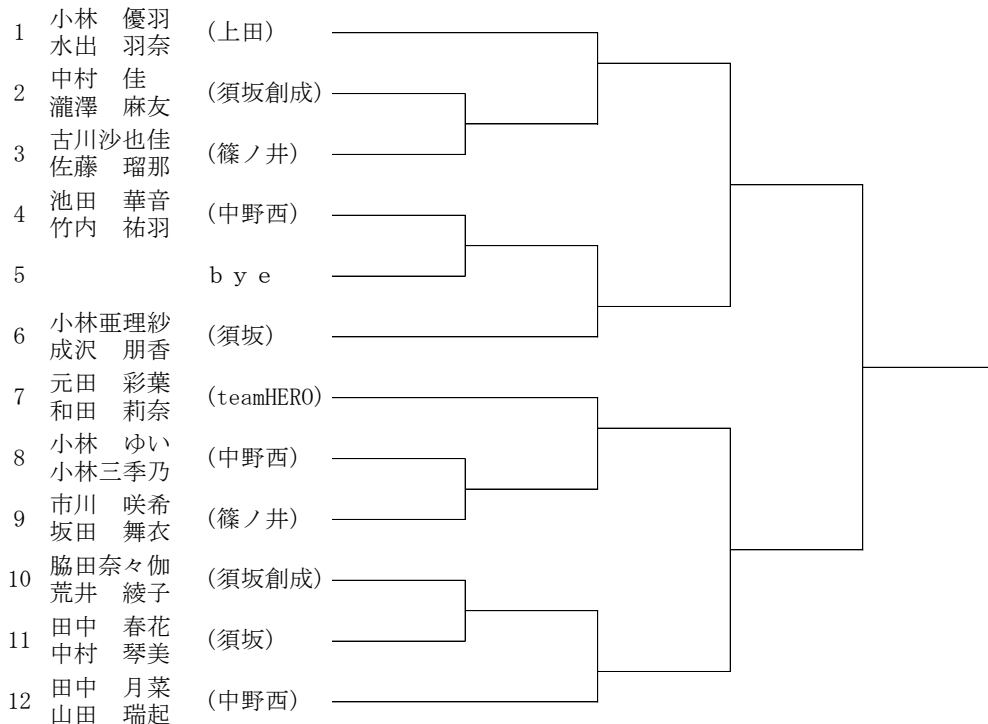 小林　優羽
1 (上田)
水出　羽奈
中村　佳
2 (須坂創成)
瀧澤　麻友
古川沙也佳
3 (篠ノ井)
佐藤　瑠那
池田　華音
4 (中野西)
竹内　祐羽
5 ｂｙｅ
小林亜理紗
6 (須坂)
成沢　朋香
元田　彩葉
7 (teamHERO)
和田　莉奈
小林　ゆい
8 (中野西)
小林三季乃
市川　咲希
9 (篠ノ井)
坂田　舞衣
脇田奈々伽
10 (須坂創成)
荒井　綾子
田中　春花
11 (須坂)
中村　琴美
田中　月菜
12 (中野西)
山田　瑞起